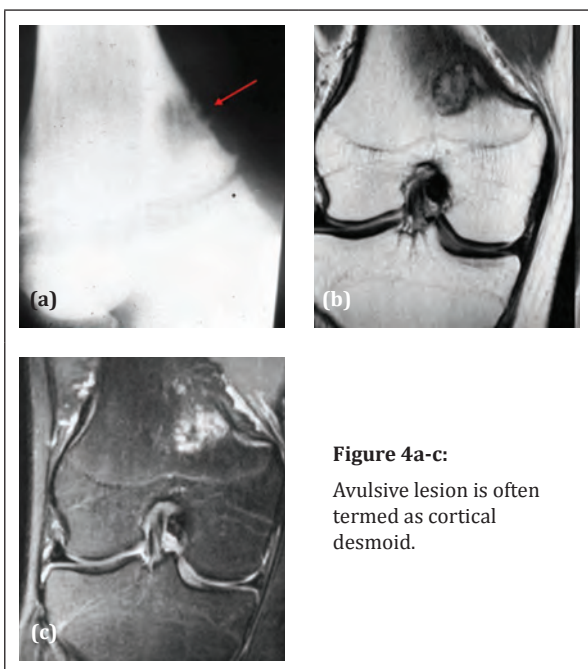 (a)
(b)
(c)
Figure 4a-c:
Avulsive lesion is often
termed as cortical
desmoid.